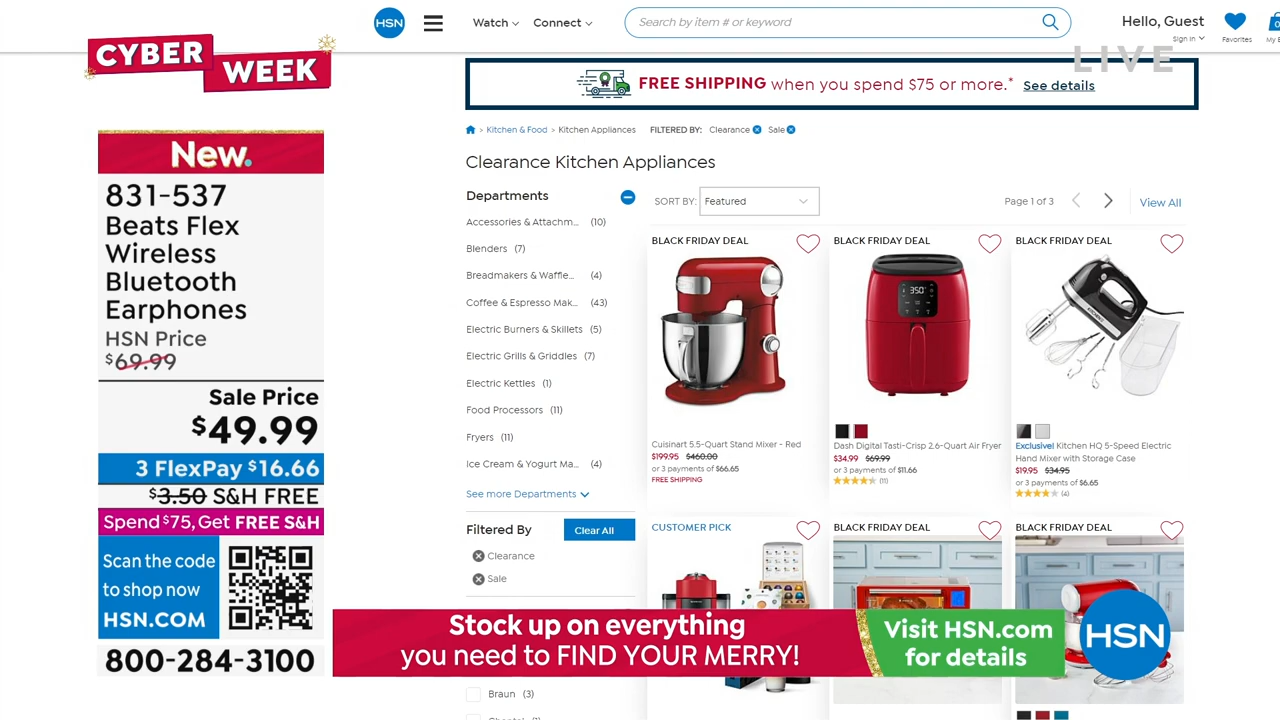 HSN
Watch
Connect
Search by item # or keyword
Hello, Guest
Sign In
Favorites
LIVE
CYBER
WEEK
FREE SHIPPING when you spend $75 or more.* See details
> Kitchen & Food > Kitchen Appliances FILTERED BY: Clearance Sale
Clearance Kitchen Appliances
New.
831-537
Beats Flex
Wireless
Bluetooth
Earphones
HSN Price
$69.99
Sale Price
$49.99
3 FlexPay $16.66
$3.50 S&H FREE
Spend $75, Get FREE S&H
Scan the code
to shop now
HSN.COM
800-284-3100
Departments
Accessories & Attachm... (10)
Blenders (7)
Breadmakers & Waffle... (4)
Coffee & Espresso Mak... (43)
Electric Burners & Skillets (5)
Electric Grills & Griddles (7)
Electric Kettles (1)
Food Processors (11)
Fryers (11)
Ice Cream & Yogurt Ma... (4)
See more Departments
Filtered By
Clear All
Clearance
Sale
Braun (3)
SORT BY: Featured
Page 1 of 3
View All
BLACK FRIDAY DEAL
Cuisinart 5.5-Quart Stand Mixer - Red
$199.95 $460.00
or 3 payments of $66.65
FREE SHIPPING
BLACK FRIDAY DEAL
350°
Dash Digital Tasti-Crisp 2.6-Quart Air Fryer
$34.99 $69.99
or 3 payments of $11.66
(11)
BLACK FRIDAY DEAL
Exclusive! Kitchen HQ 5-Speed Electric
Hand Mixer with Storage Case
$19.95 $34.95
or 3 payments of $6.65
(4)
CUSTOMER PICK
BLACK FRIDAY DEAL
BLACK FRIDAY DEAL
Stock up on everything
you need to FIND YOUR MERRY!
Visit HSN.com
for details
HSN